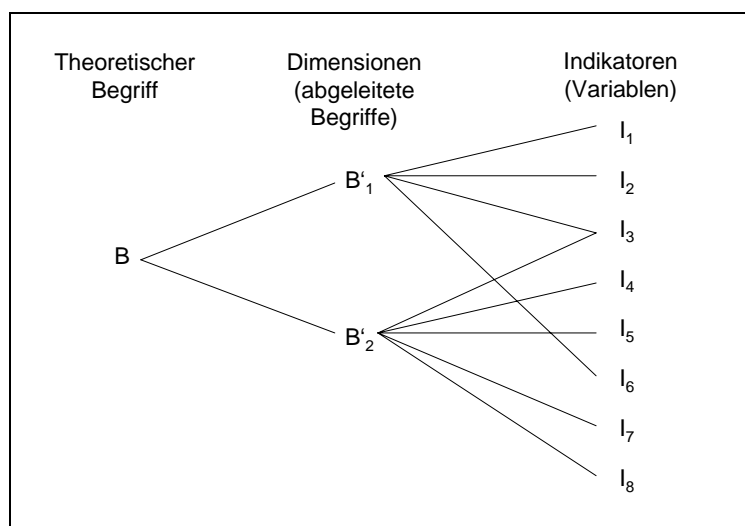 Theoretischer
Begriff
Dimensionen
(abgeleitete
Begriffe)
Indikatoren
(Variablen)
B
B‘₁
B‘₂
I₁
I₂
I₃
I₄
I₅
I₆
I₇
I₈